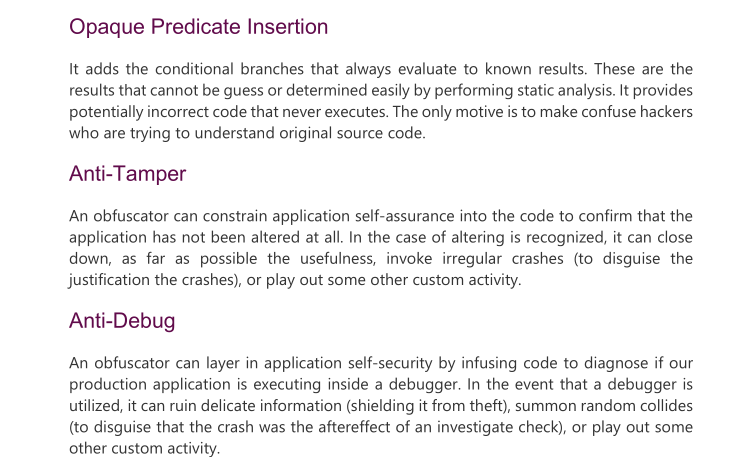 Opaque Predicate Insertion
It adds the conditional branches that always evaluate to known results. These are the
results that cannot be guess or determined easily by performing static analysis. It provides
potentially incorrect code that never executes. The only motive is to make confuse hackers
who are trying to understand original source code.
Anti-Tamper
An obfuscator can constrain application self-assurance into the code to confirm that the
application has not been altered at all. In the case of altering is recognized, it can close
down, as far as possible the usefulness, invoke irregular crashes (to disguise the
justification the crashes), or play out some other custom activity.
Anti-Debug
An obfuscator can layer in application self-security by infusing code to diagnose if our
production application is executing inside a debugger. In the event that a debugger is
utilized, it can ruin delicate information (shielding it from theft), summon random collides
(to disguise that the crash was the aftereffect of an investigate check), or play out some
other custom activity.